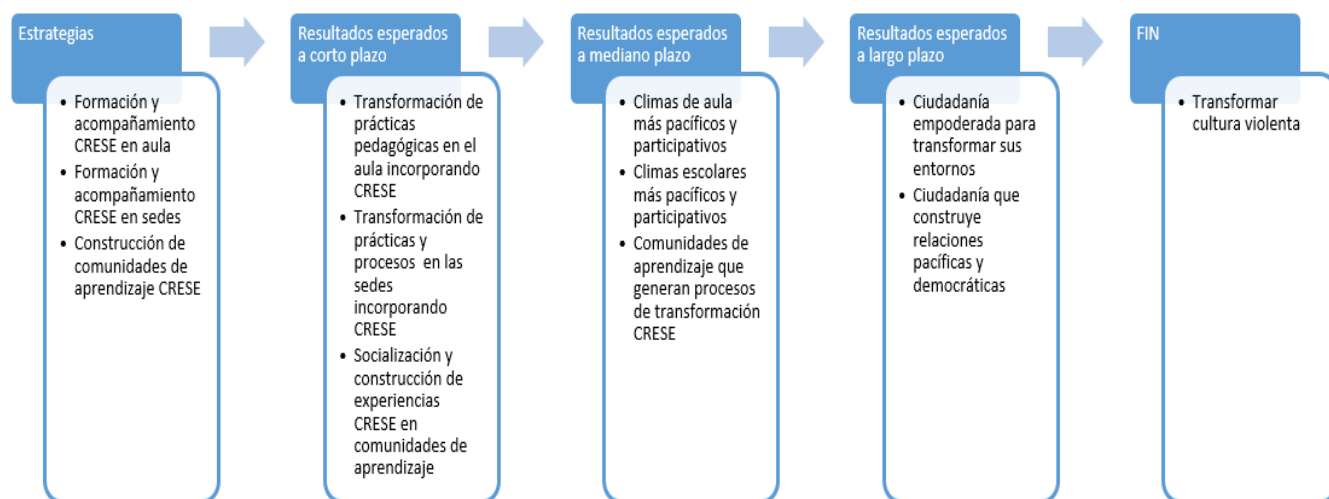 Estrategias
• Formación y
acompañamiento
CRESE en aula
• Formación y
acompañamiento
CRESE en sedes
• Construcción de
comunidades de
aprendizaje CRESE
Resultados esperados
a corto plazo
• Transformación de
prácticas
pedagógicas en el
aula incorporando
CRESE
• Transformación de
prácticas y
procesos en las
sedes
incorporando
CRESE
• Socialización y
construcción de
experiencias
CRESE en
comunidades de
aprendizaje
Resultados esperados
a mediano plazo
• Climas de aula
más pacíficos y
participativos
• Climas escolares
más pacíficos y
participativos
• Comunidades de
aprendizaje que
generan procesos
de transformación
CRESE
Resultados esperados
a largo plazo
• Ciudadanía
empoderada para
transformar sus
entornos
• Ciudadanía que
construye
relaciones
pacíficas y
democráticas
FIN
• Transformar
cultura violenta